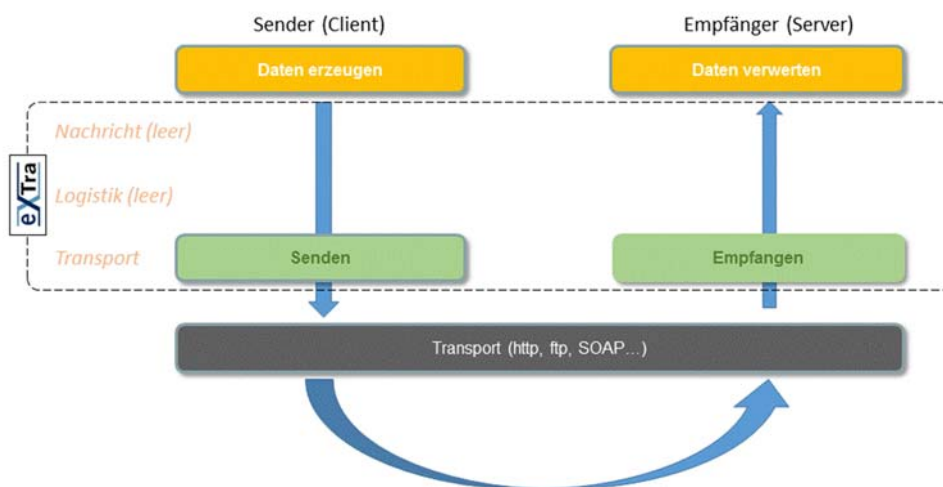 Sender (Client)
Empfänger (Server)
Daten erzeugen
Daten verwerten
Nachricht (leer)
eXTra
Logistik (leer)
Transport
Senden
Empfangen
Transport (http, ftp, SOAP…)